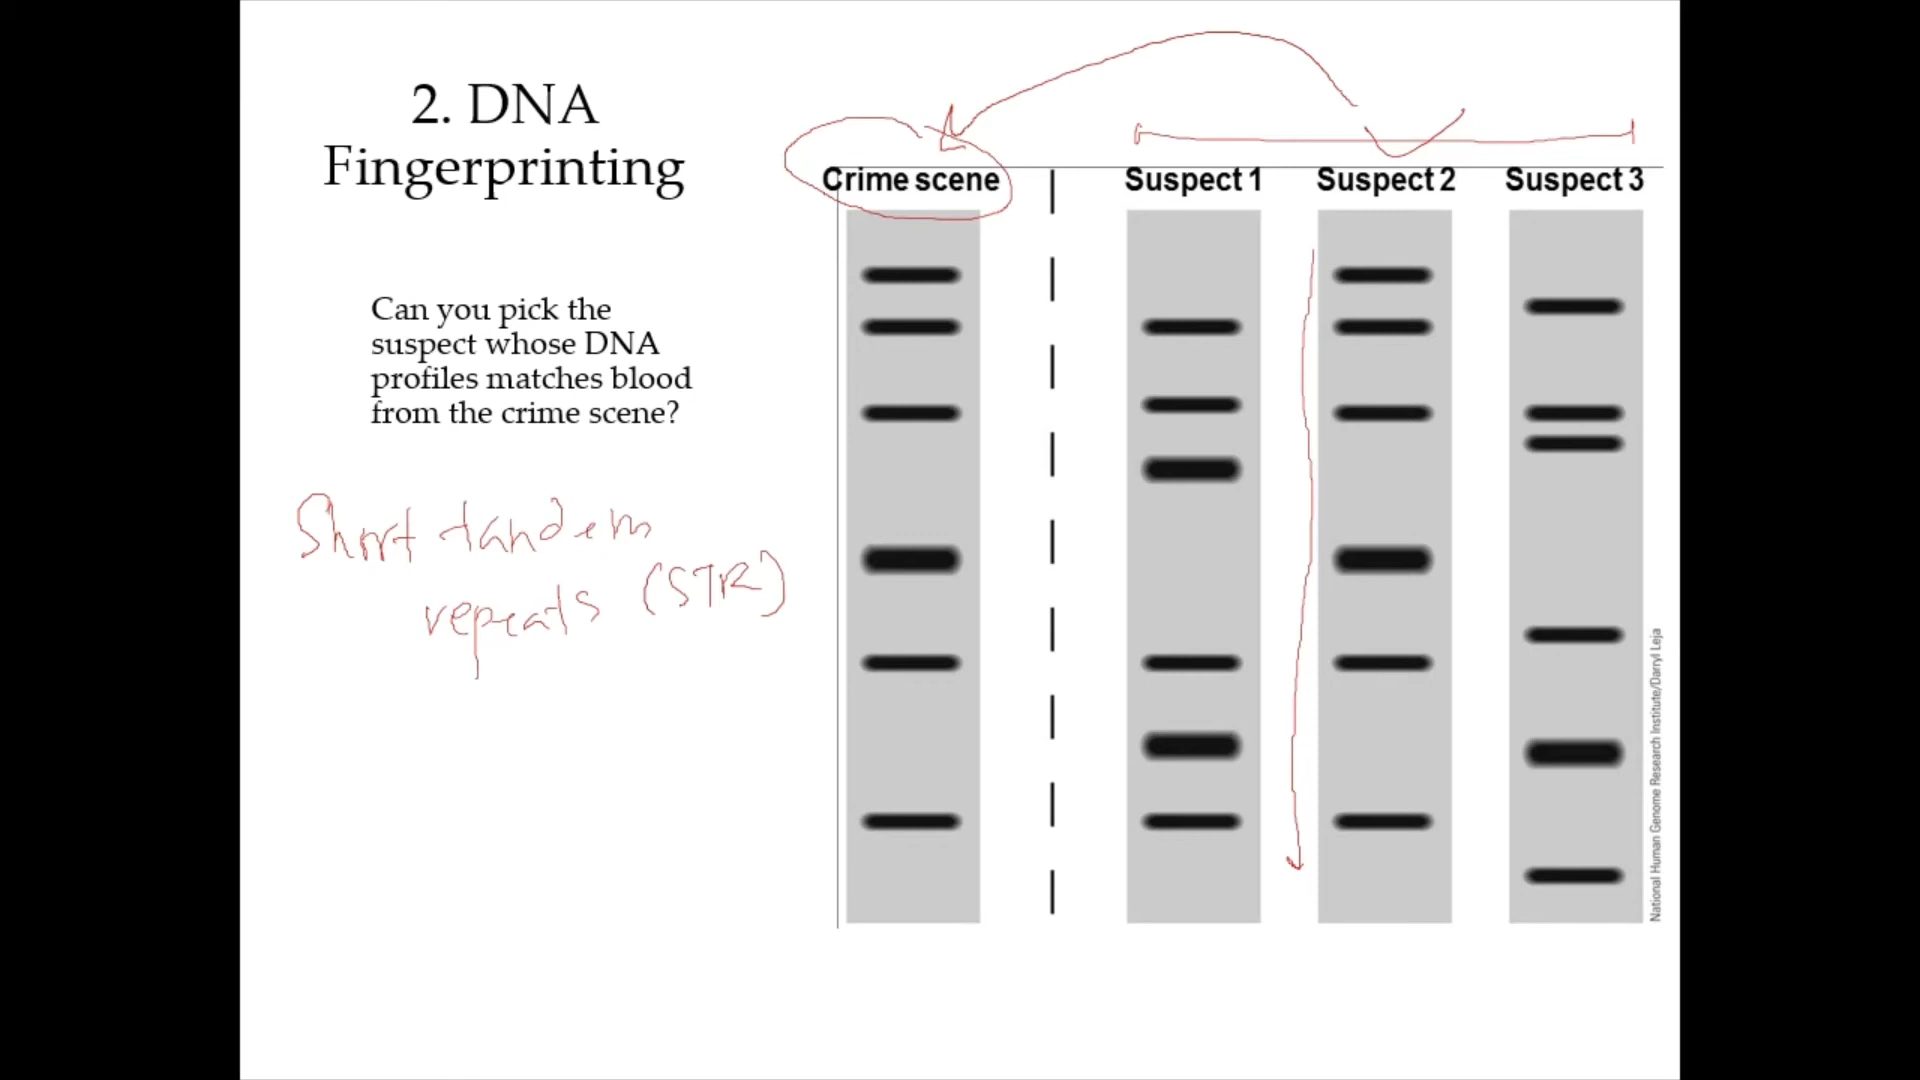 2. DNA
Fingerprinting
Can you pick the
suspect whose DNA
profiles matches blood
from the crime scene?
Short tandem
repeats (STR)
Crime scene
Suspect 1
Suspect 2
Suspect 3
National Human Genome Research Institute/Darryl Leja